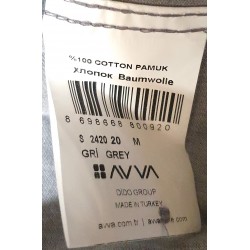 %100 COTTON PAMUK
Хлопок Baumwolle
8 698668 800920
S 2420 20 M
GRİ GREY
AVVA
DIDO GROUP
MADE IN TURKEY
avva.com.tr |